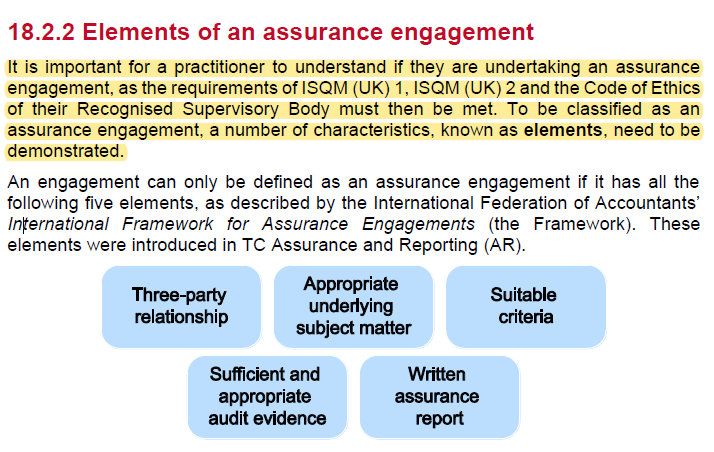 18.2.2 Elements of an assurance engagement
It is important for a practitioner to understand if they are undertaking an assurance
engagement, as the requirements of ISQM (UK) 1, ISQM (UK) 2 and the Code of Ethics
of their Recognised Supervisory Body must then be met. To be classified as an
assurance engagement, a number of characteristics, known as elements, need to be
demonstrated.
An engagement can only be defined as an assurance engagement if it has all the
following five elements, as described by the International Federation of Accountants'
International Framework for Assurance Engagements (the Framework). These
elements were introduced in TC Assurance and Reporting (AR).
Three-party
relationship
Appropriate
underlying
subject matter
Suitable
criteria
Sufficient and
appropriate
audit evidence
Written
assurance
report